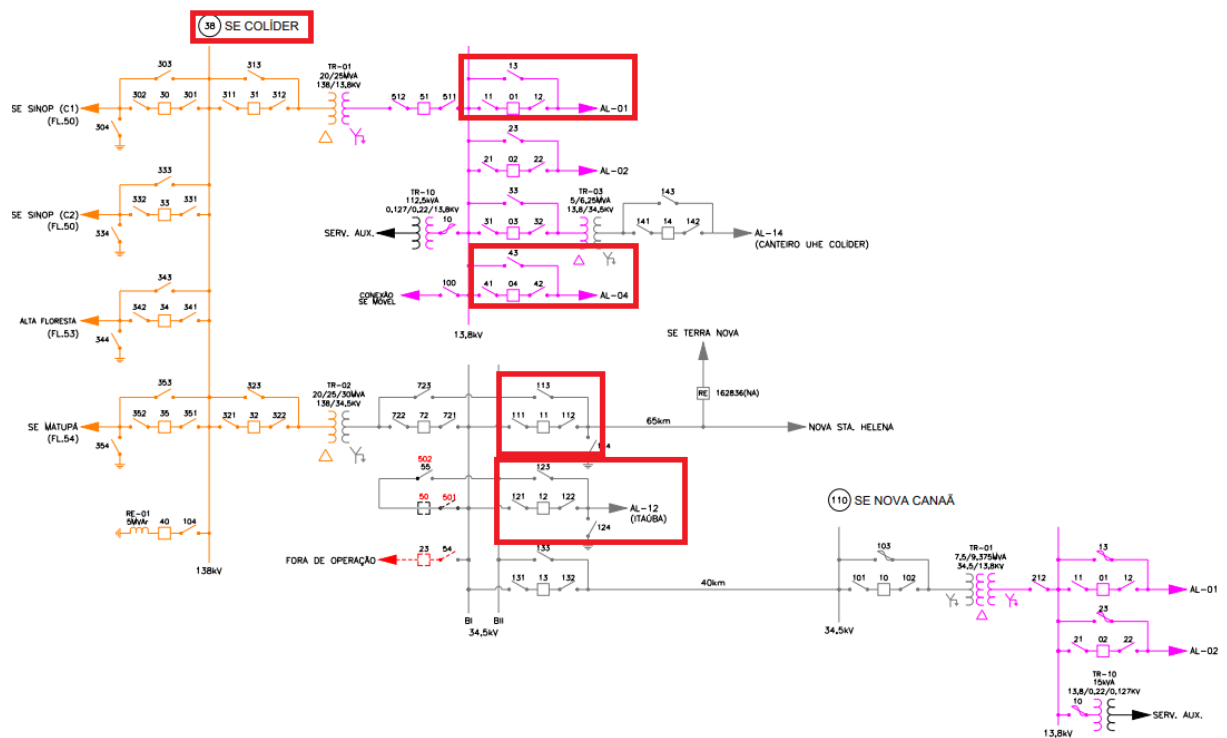 38 SE COLÍDER
303
313
302 30 301
311 31 312
SE SINOP (C1)
(FL.50)
304
TR-01
20/25MVA
138/13,8KV
512 51 511
13
11 01 12
AL-01
23
21 02 22
AL-02
333
332 33 331
SE SINOP (C2)
(FL.50)
334
TR-10
112,5kVA
0,127/0,22/13,8KV
10
SERV. AUX.
33
31 03 32
TR-03
5/6,25MVA
13,8/34,5KV
143
141 14 142
AL-14
(CANTEIRO UHE COLÍDER)
43
41 04 42
AL-04
100
CONEXÃO
SE MÓVEL
13,8kV
343
342 34 341
ALTA FLORESTA
(FL.53)
344
SE TERRA NOVA
RE 162836(NA)
353
323
352 35 351
321 32 322
SE MATUPÁ
(FL.54)
354
TR-02
20/25/30MVA
138/34,5KV
723
722 72 721
113
111 11 112
65km
NOVA STA. HELENA
502
55
50 501
123
121 12 122
AL-12
(ITAÚBA)
124
RE-01
5MVAr
40 104
138kV
FORA DE OPERAÇÃO
23 54
133
131 13 132
40km
BI BII
34,5kV
110 SE NOVA CANAÃ
103
101 10 102
34,5kV
TR-01
7,5/9,375MVA
34,5/13,8KV
212
13
11 01 12
AL-01
23
21 02 22
AL-02
TR-10
15kVA
13,8/0,22/0,127KV
10
SERV. AUX.
13,8kV